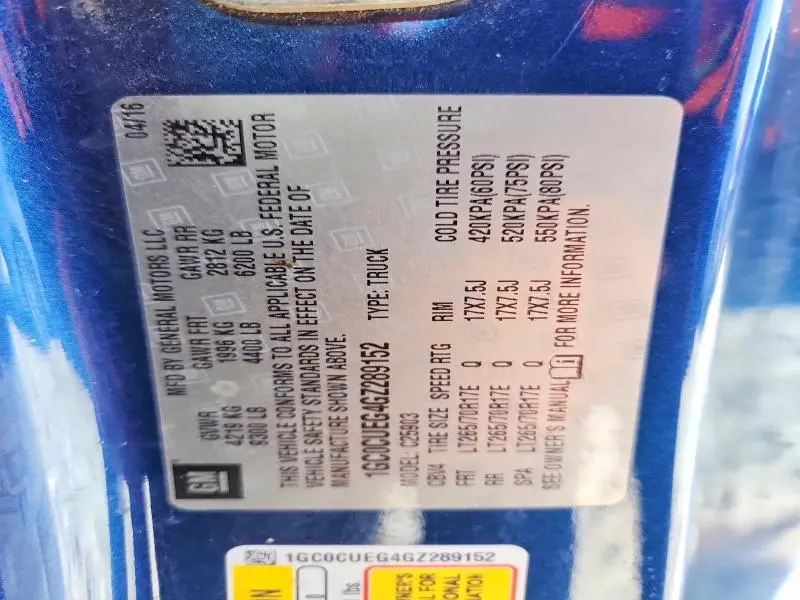 04/16
MFD BY GENERAL MOTORS LLC
GVWR GAWR FRT GAWR RR
4219 KG 1996 KG 2812 KG
9300 LB 4400 LB 6200 LB
GM
THIS VEHICLE CONFORMS TO ALL APPLICABLE U.S. FEDERAL MOTOR
VEHICLE SAFETY STANDARDS IN EFFECT ON THE DATE OF
MANUFACTURE SHOWN ABOVE.
1GC0CUEG4GZ289152 TYPE: TRUCK
MODEL: C25903
CBV4 TIRE SIZE SPEED RTG RIM COLD TIRE PRESSURE
FRT LT265/70R17E Q 17X7.5J 420KPA(60PSI)
RR LT265/70R17E Q 17X7.5J 520KPA(75PSI)
SPA LT265/70R17E Q 17X7.5J 550KPA(80PSI)
SEE OWNER'S MANUAL FOR MORE INFORMATION.
1GC0CUEG4GZ289152
lbs.